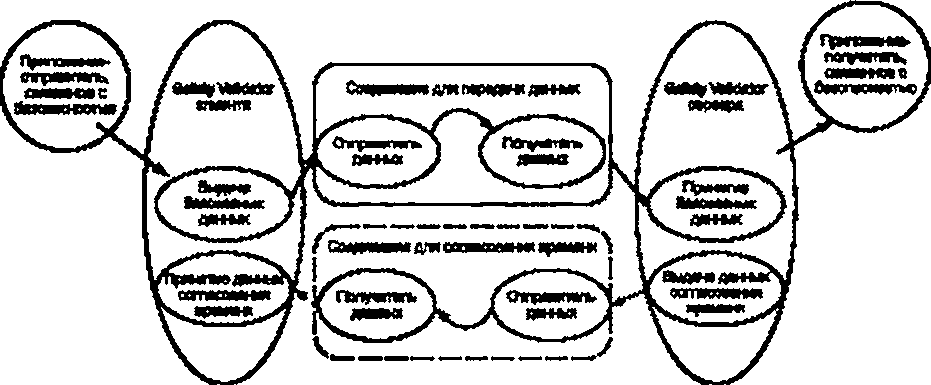 Приложение-
отправитель,
связанное с
безопасностью
Safety Validator
клиента
Выдача
безопасных
данных
Принятие данных
согласования
времени
Соединение для передачи данных
Отправитель
данных
Получатель
данных
Соединение для согласования времени
Получатель
данных
Отправитель
данных
Safety Validator
сервера
Принятие
безопасных
данных
Выдача данных
согласования
времени
Приложение-
получатель,
связанное с
безопасностью